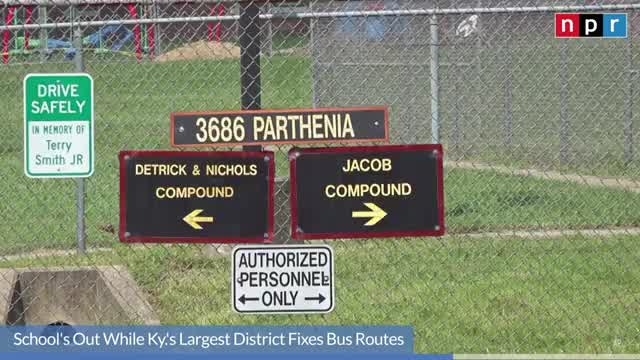 npr
DRIVE
SAFELY
IN MEMORY OF
Terry
Smith JR
3686 PARTHENIA
DETRICK & NICHOLS
COMPOUND
JACOB
COMPOUND
AUTHORIZED
PERSONNEL
ONLY
School's Out While Ky.'s Largest District Fixes Bus Routes